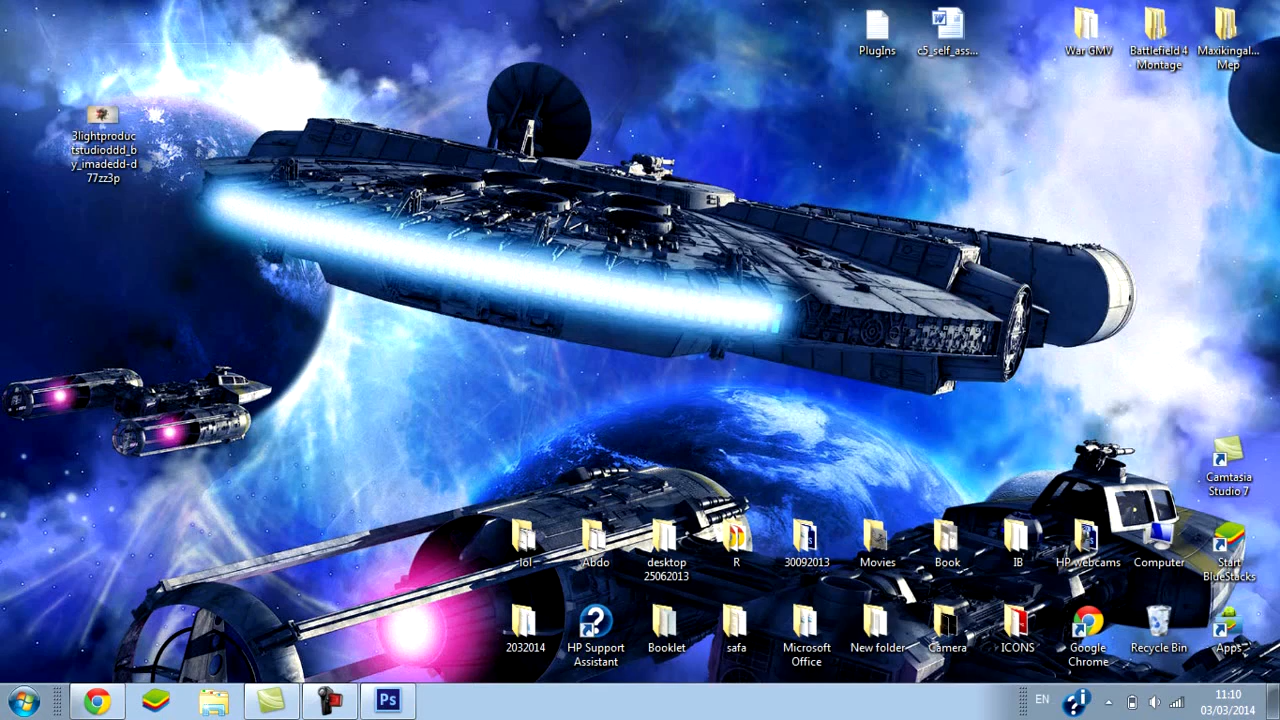 PlugIns
c5_self_ass...
War GMV
Battlefield 4
Montage
Maxikingal...
Mep
3lightproduc
tstudioddd_b
y_imadedd-d
77zz3p
Camtasia
Studio 7
lol
Abdo
desktop
25062013
R
30092013
Movies
Book
IB
HP webcams
Computer
Start
BlueStacks
2032014
HP Support
Assistant
Booklet
safa
Microsoft
Office
New folder
Camera
ICONS
Google
Chrome
Recycle Bin
Apps
Ps
EN
11:10
03/03/2014